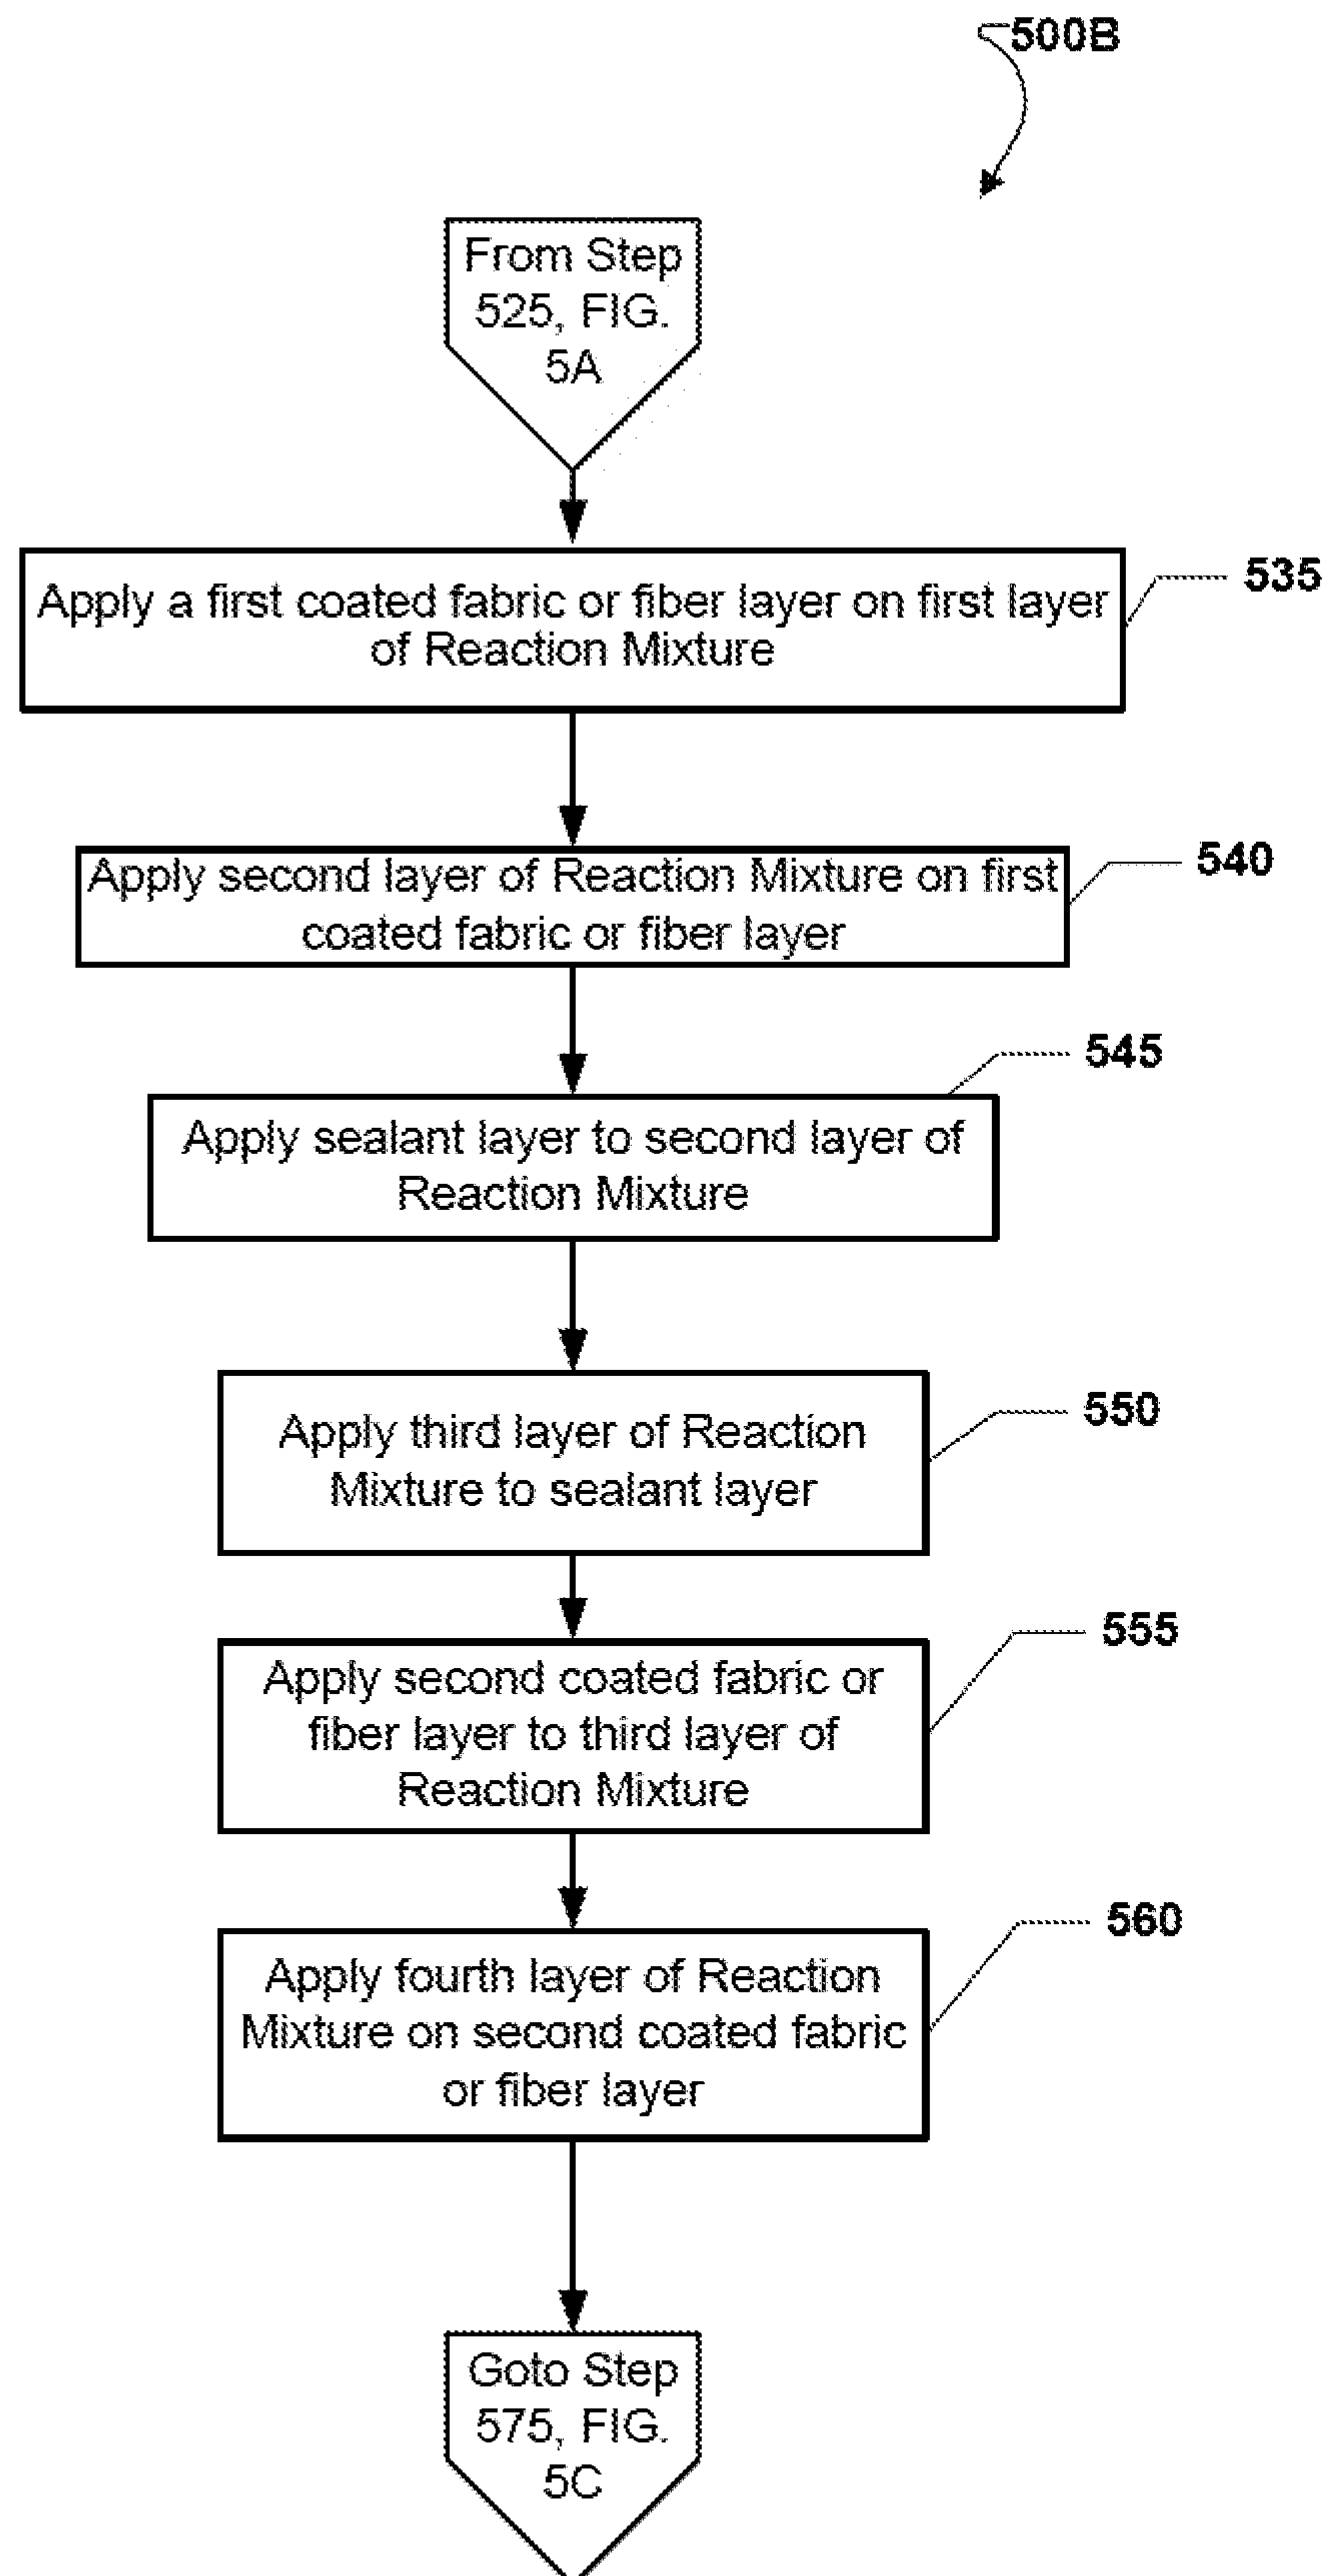 500B
From Step
525, FIG.
5A
Apply a first coated fabric or fiber layer on first layer
of Reaction Mixture
535
Apply second layer of Reaction Mixture on first
coated fabric or fiber layer
540
545
Apply sealant layer to second layer of
Reaction Mixture
Apply third layer of Reaction
Mixture to sealant layer
550
Apply second coated fabric or
fiber layer to third layer of
Reaction Mixture
555
Apply fourth layer of Reaction
Mixture on second coated fabric
or fiber layer
560
Goto Step
575, FIG.
5C